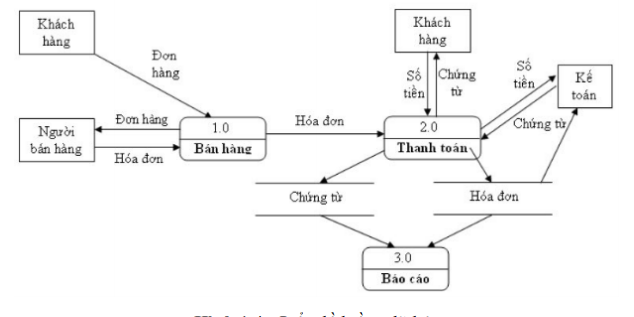 Khách
hàng
Khách
hàng
Đơn
hàng
Số
tiền
Chứng
từ
Số
tiền
Kế
toán
Chứng từ
Người
bán hàng
Đơn hàng
Hóa đơn
1.0
Bán hàng
Hóa đơn
2.0
Thanh toán
Chứng từ
Hóa đơn
3.0
Báo cáo